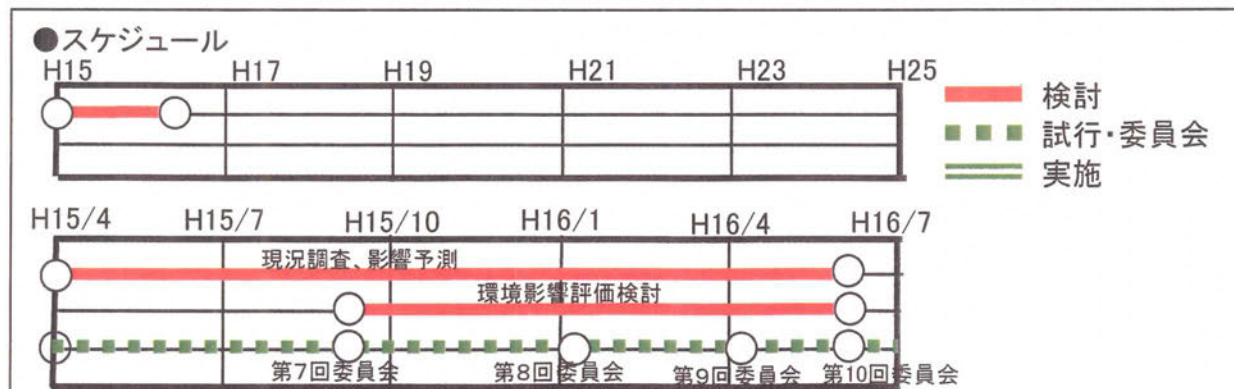 ●スケジュール
H15 H17 H19 H21 H23 H25
検討
試行・委員会
実施
H15/4 H15/7 H15/10 H16/1 H16/4 H16/7
現況調査、影響予測
環境影響評価検討
第7回委員会 第8回委員会 第9回委員会 第10回委員会